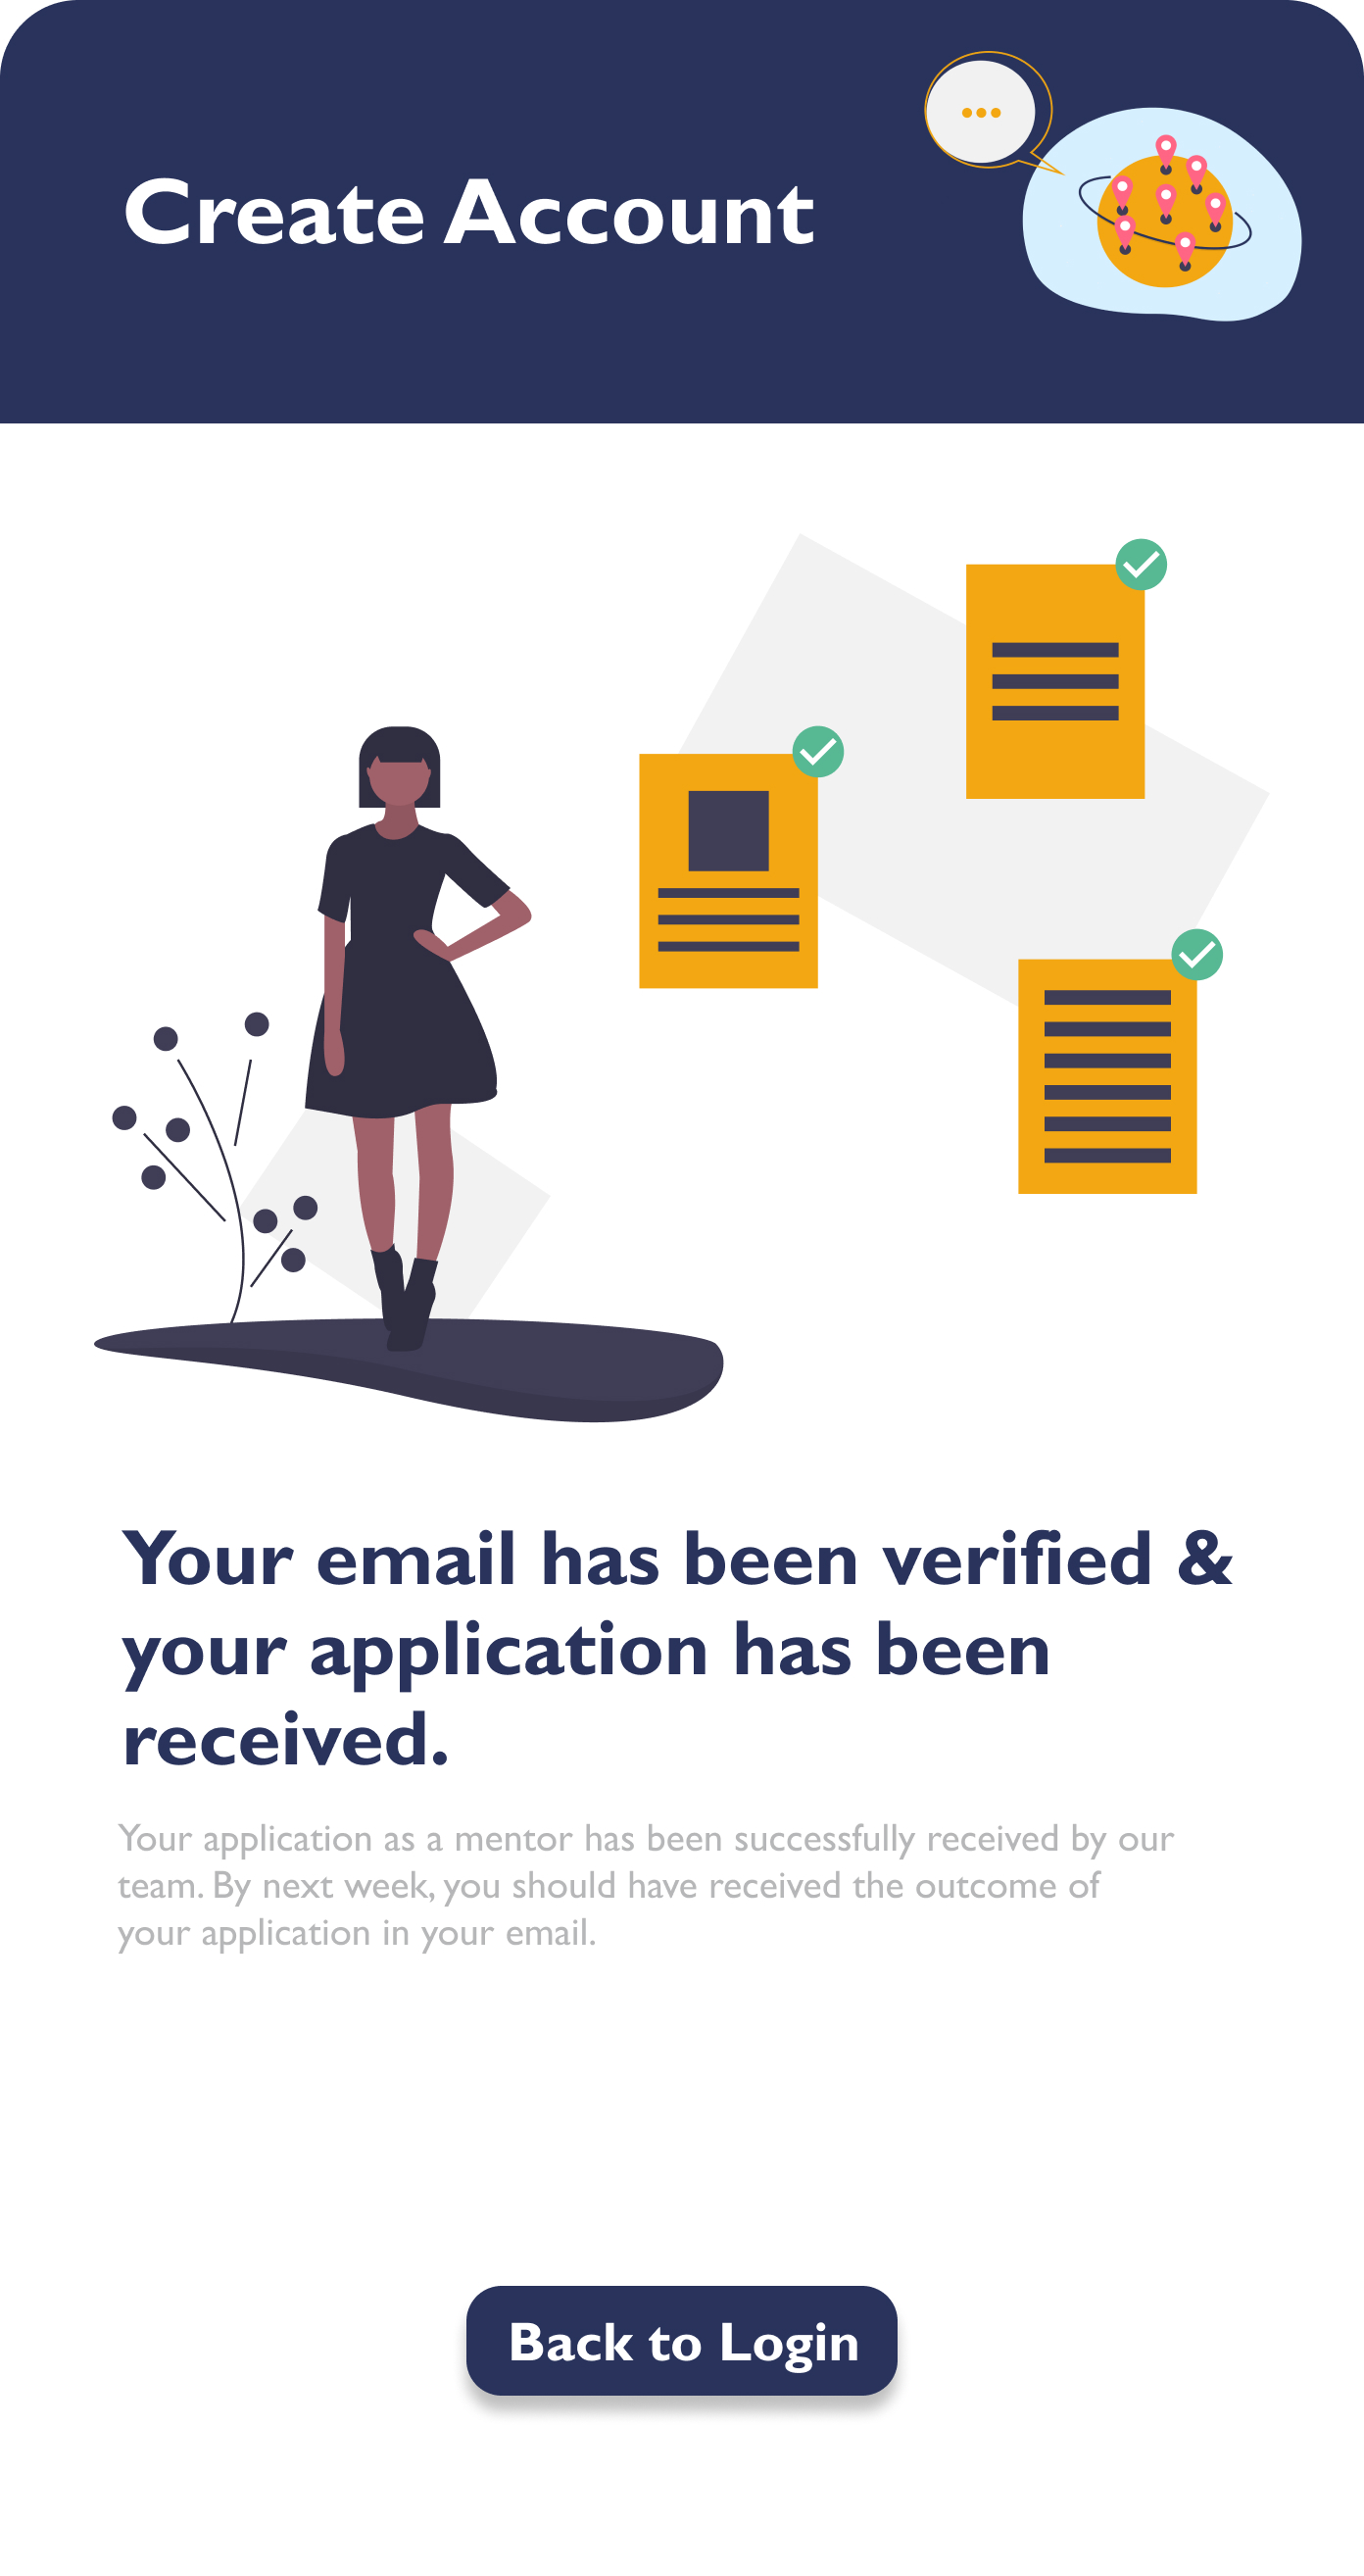 Create Account
Your email has been verified &
your application has been
received.
Your application as a mentor has been successfully received by our
team. By next week, you should have received the outcome of
your application in your email.
Back to Login